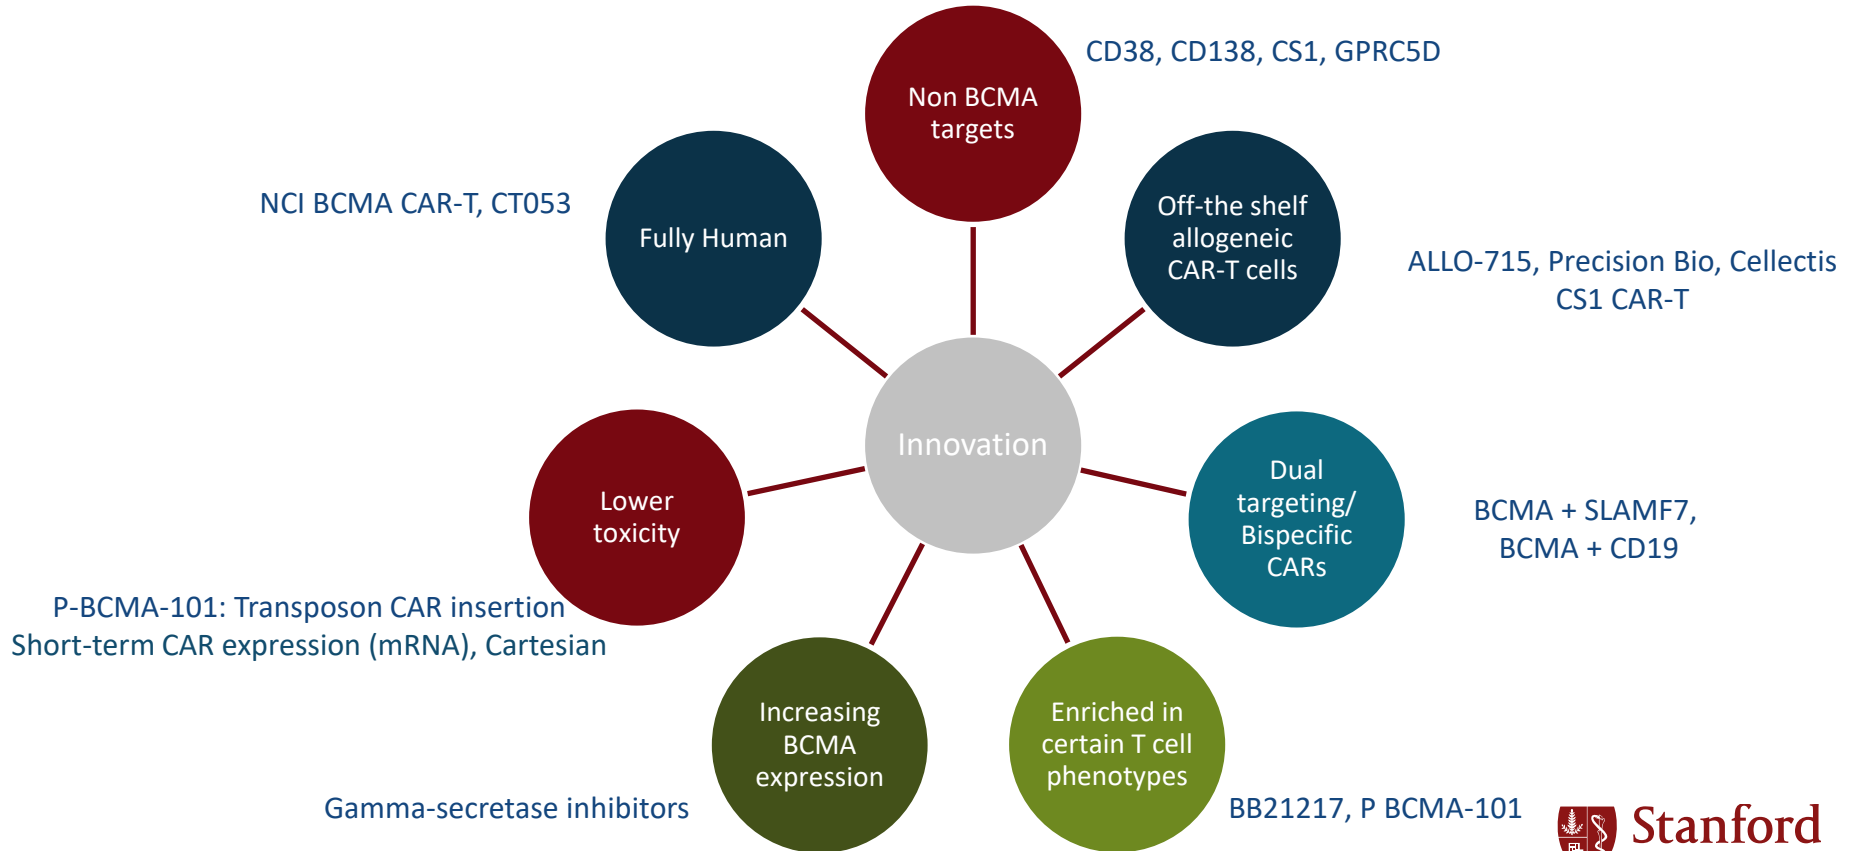 CD38, CD138, CS1, GPRC5D
Non BCMA
targets
NCI BCMA CAR-T, CT053
Fully Human
Off-the shelf
allogeneic
CAR-T cells
ALLO-715, Precision Bio, Cellectis
CS1 CAR-T
Innovation
Lower
toxicity
Dual
targeting/
Bispecific
CARs
BCMA + SLAMF7,
BCMA + CD19
P-BCMA-101: Transposon CAR insertion
Short-term CAR expression (mRNA), Cartesian
Increasing
BCMA
expression
Enriched in
certain T cell
phenotypes
Gamma-secretase inhibitors
BB21217, P BCMA-101
Stanford